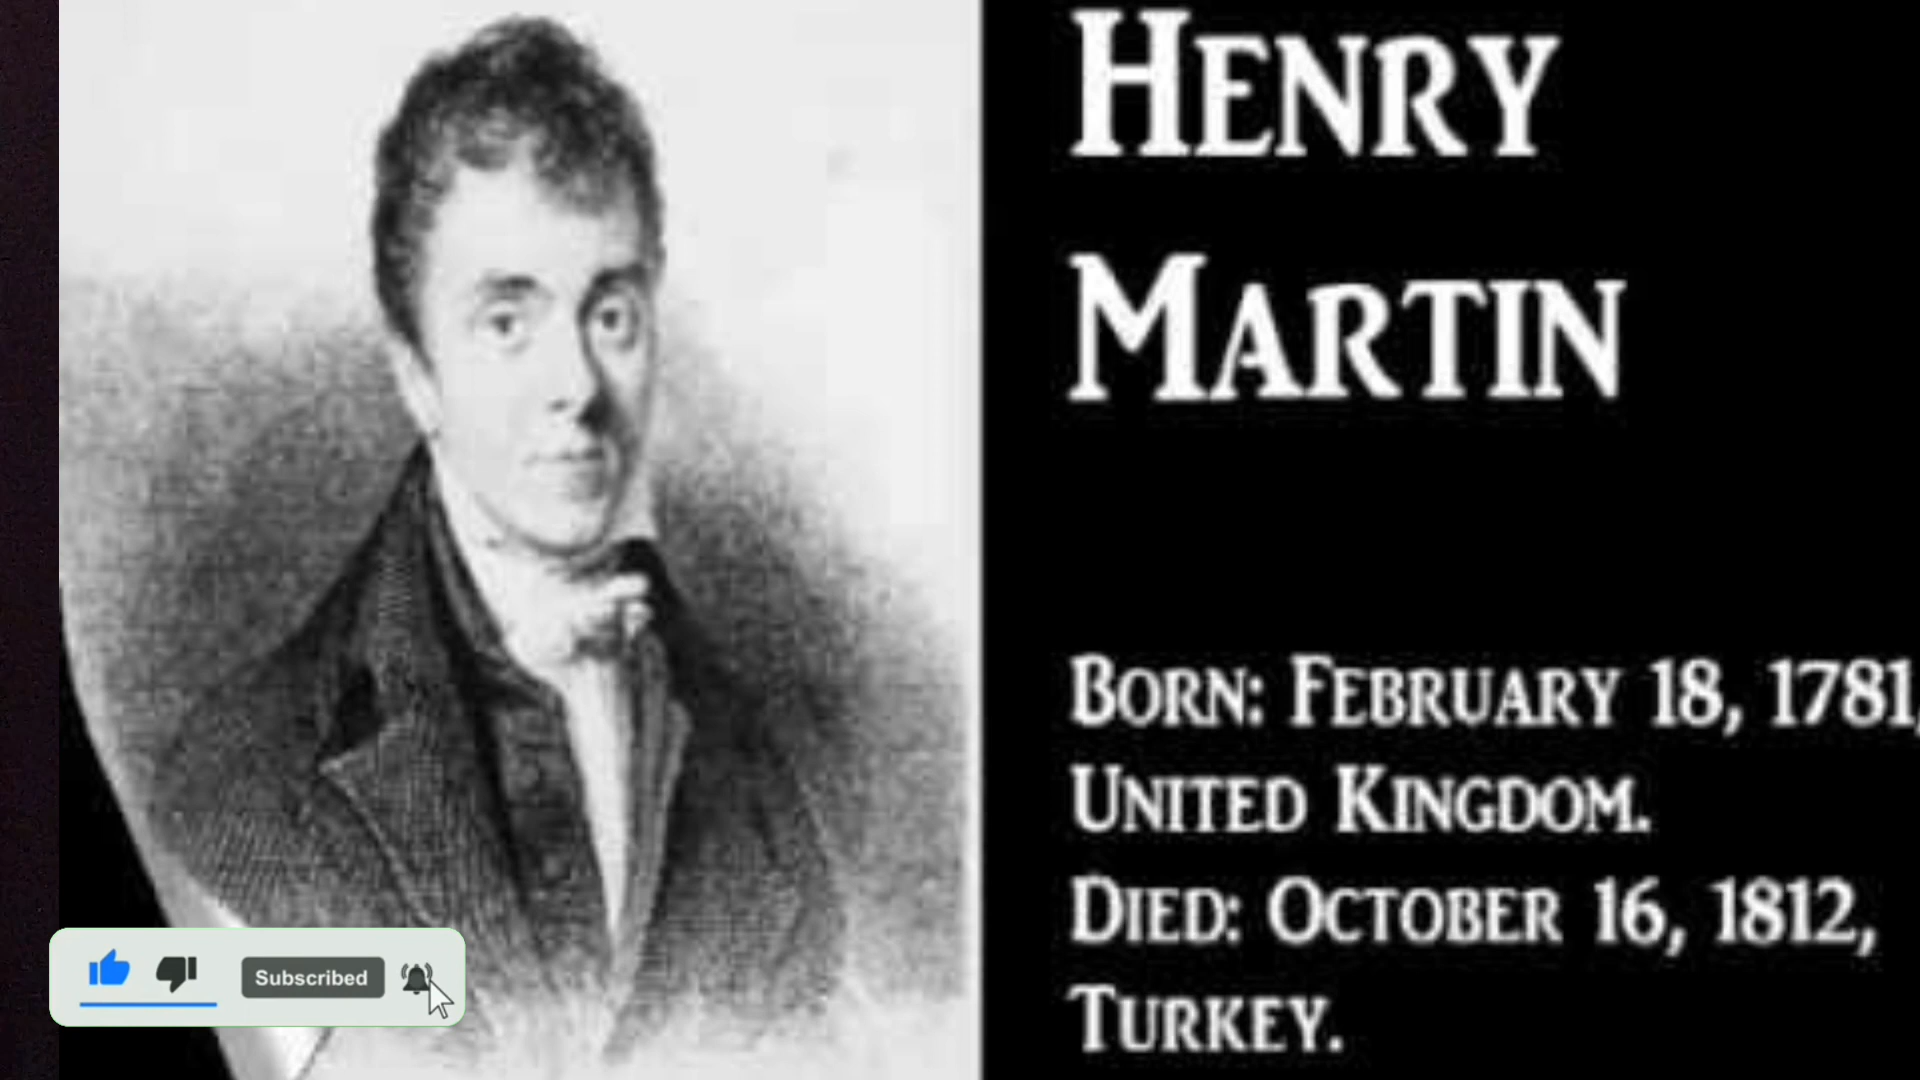 HENRY
MARTIN
BORN: FEBRUARY 18, 1781,
UNITED KINGDOM.
DIED: OCTOBER 16, 1812,
TURKEY.
Subscribed